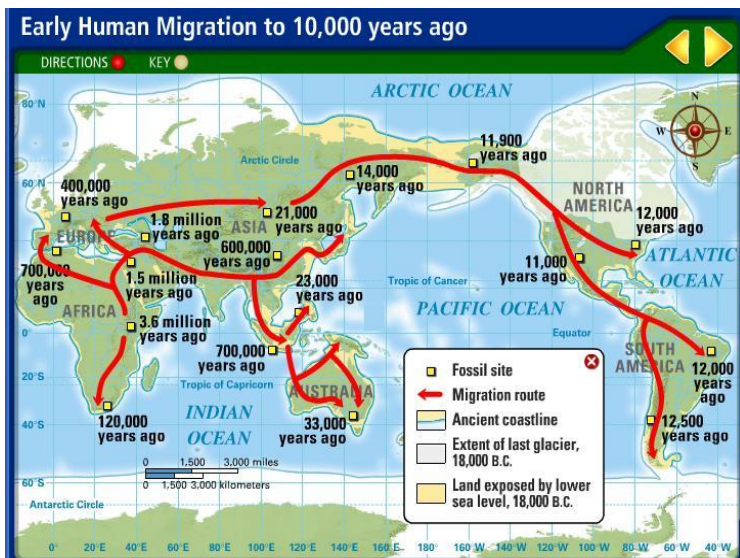 Early Human Migration to 10,000 years ago
DIRECTIONS
KEY
ARCTIC OCEAN
N
W
E
S
80°N
Arctic Circle
11,900
years ago
14,000
years ago
60°N
400,000
years ago
1.8 million
years ago
ASIA
21,000
years ago
NORTH
AMERICA
12,000
years ago
EUROPE
600,000
years ago
ATLANTIC
OCEAN
700,000
years
ago
1.5 million
years ago
23,000
years ago
Tropic of Cancer
11,000
years ago
PACIFIC OCEAN
AFRICA
3.6 million
years ago
0°
Equator
700,000
years ago
SOUTH
AMERICA
12,000
years
ago
20°S
Tropic of Capricorn
AUSTRALIA
120,000
years ago
INDIAN
OCEAN
33,000
years ago
12,500
years ago
40°S
Fossil site
Migration route
Ancient coastline
Extent of last glacier,
18,000 B.C.
Land exposed by lower
sea level, 18,000 B.C.
0
1,500
3,000 miles
0
1,500
3,000 kilometers
60°S
Antarctic Circle
0°
20°E
40°E
60°E
80°E
100°E
120°E
140°E
160°E
180°
160°W
140°W
120°W
100°W
80°W
60°W
40°W